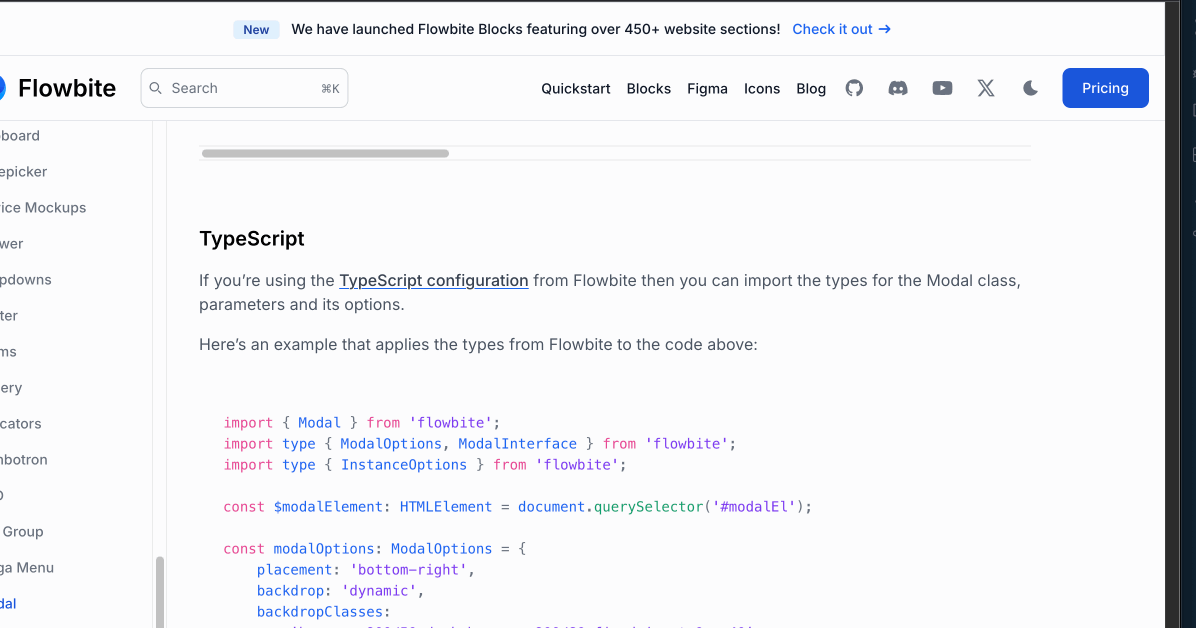 New We have launched Flowbite Blocks featuring over 450+ website sections! Check it out →
Flowbite Search ⌘K Quickstart Blocks Figma Icons Blog Pricing
board
epicker
ice Mockups
wer
pdowns
ter
ms
ery
cators
mbotron
Group
ga Menu
dal
TypeScript
If you’re using the TypeScript configuration from Flowbite then you can import the types for the Modal class,
parameters and its options.
Here’s an example that applies the types from Flowbite to the code above:
import { Modal } from 'flowbite';
import type { ModalOptions, ModalInterface } from 'flowbite';
import type { InstanceOptions } from 'flowbite';
const $modalElement: HTMLElement = document.querySelector('#modalEl');
const modalOptions: ModalOptions = {
placement: 'bottom-right',
backdrop: 'dynamic',
backdropClasses: